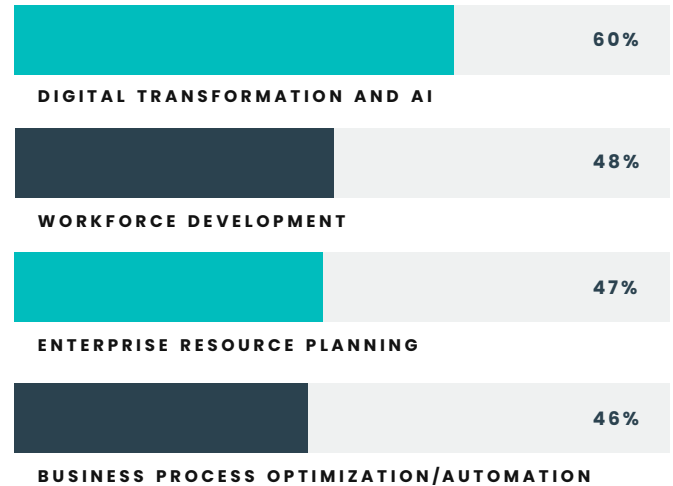 60%
DIGITAL TRANSFORMATION AND AI
48%
WORKFORCE DEVELOPMENT
47%
ENTERPRISE RESOURCE PLANNING
46%
BUSINESS PROCESS OPTIMIZATION/AUTOMATION